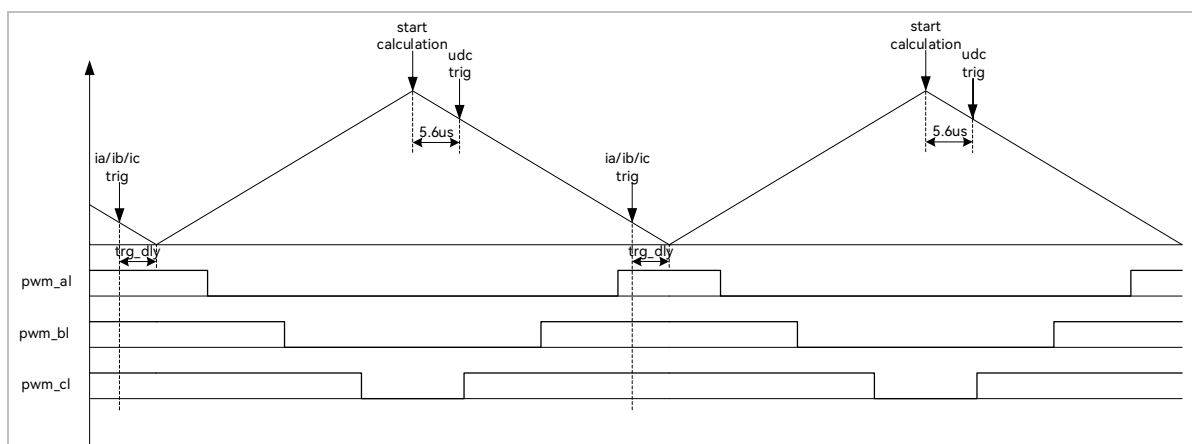 start
calculation
udc
trig
5.6us
ia/ib/ic
trig
trg_dly
start
calculation
udc
trig
5.6us
ia/ib/ic
trig
trg_dly
pwm_al
pwm_bl
pwm_cl